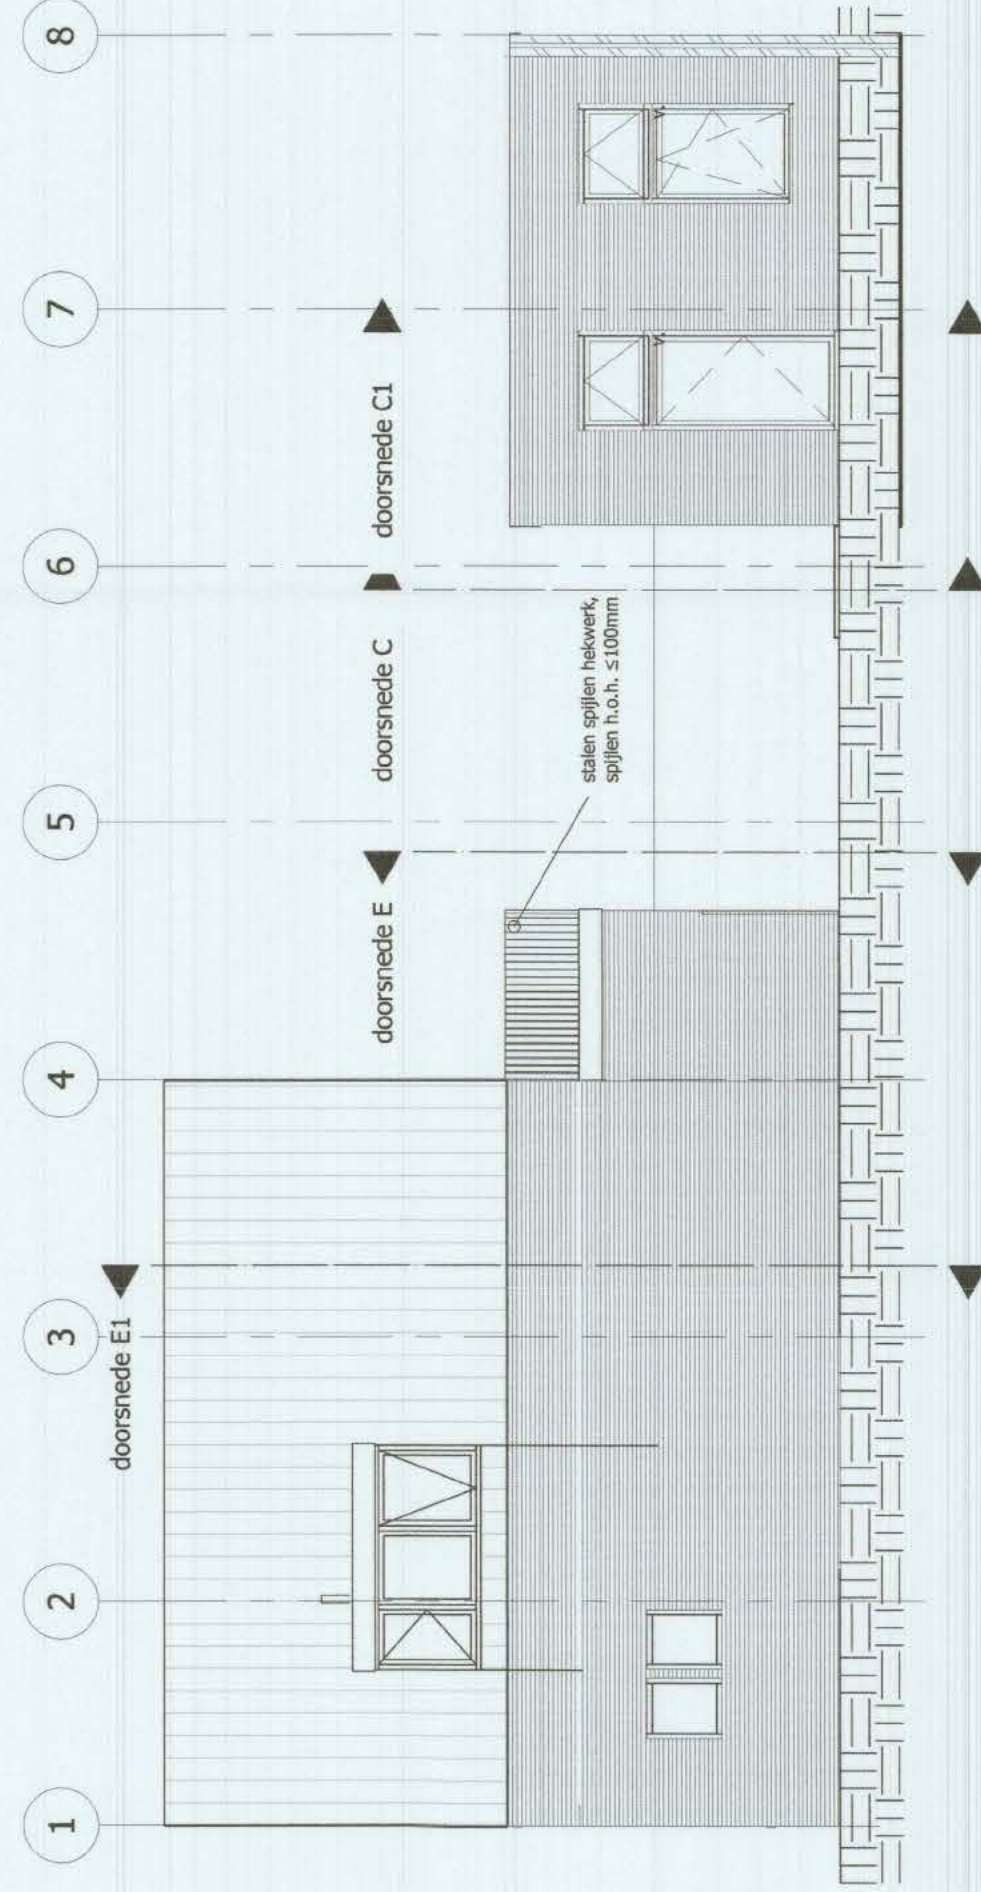 1
2
3
4
5
6
7
8
doorsnede E1
doorsnede E
doorsnede C
doorsnede C1
stalen spijlen hekwerk,
spijlen h.o.h. ≤100mm
v.
v.